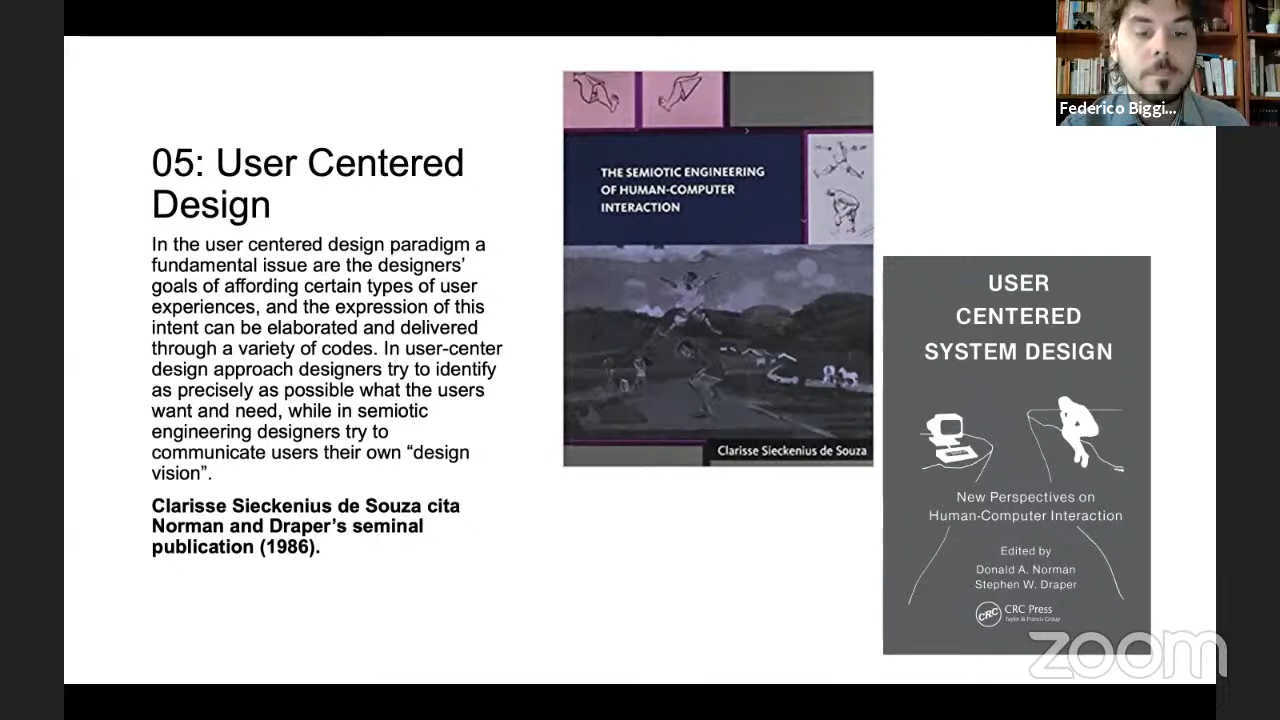 05: User Centered
Design
In the user centered design paradigm a
fundamental issue are the designers’
goals of affording certain types of user
experiences, and the expression of this
intent can be elaborated and delivered
through a variety of codes. In user-center
design approach designers try to identify
as precisely as possible what the users
want and need, while in semiotic
engineering designers try to
communicate users their own “design
vision”.
Clarisse Sieckenius de Souza cita
Norman and Draper’s seminal
publication (1986).
THE SEMIOTIC ENGINEERING
OF HUMAN-COMPUTER
INTERACTION
Clarisse Sieckenius de Souza
USER
CENTERED
SYSTEM DESIGN
New Perspectives on
Human-Computer Interaction
Edited by
Donald A. Norman
Stephen W. Draper
CRC
CRC Press
Taylor & Francis Group
Federico Biggi...
zoom